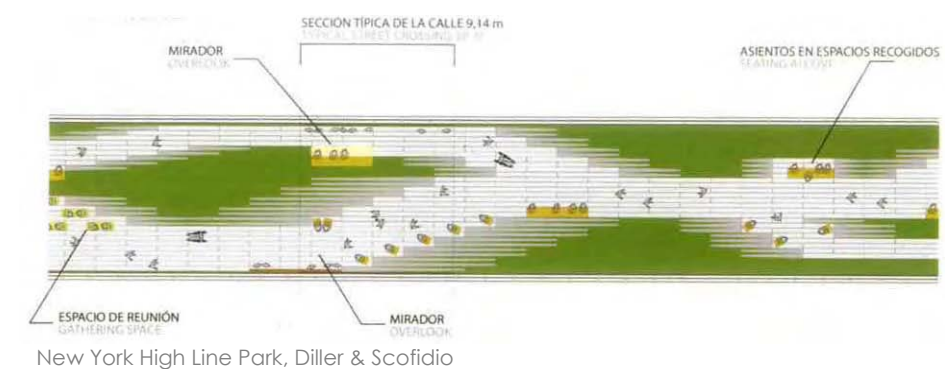 SECCIÓN TÍPICA DE LA CALLE 9,14 m
TYPICAL STREET CROSSING
MIRADOR
OVERLOOK
ASIENTOS EN ESPACIOS RECOGIDOS
SEATING ALCOVE
ESPACIO DE REUNIÓN
GATHERING SPACE
MIRADOR
OVERLOOK
New York High Line Park, Diller & Scofidio